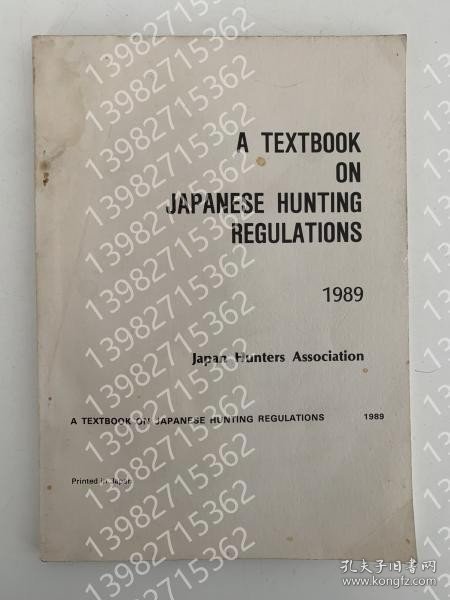 A TEXTBOOK
ON
JAPANESE HUNTING
REGULATIONS
1989
Japan Hunters Association
A TEXTBOOK ON JAPANESE HUNTING REGULATIONS 1989
Printed in Japan
13982715362
孔夫子旧书网
www.kongfz.com